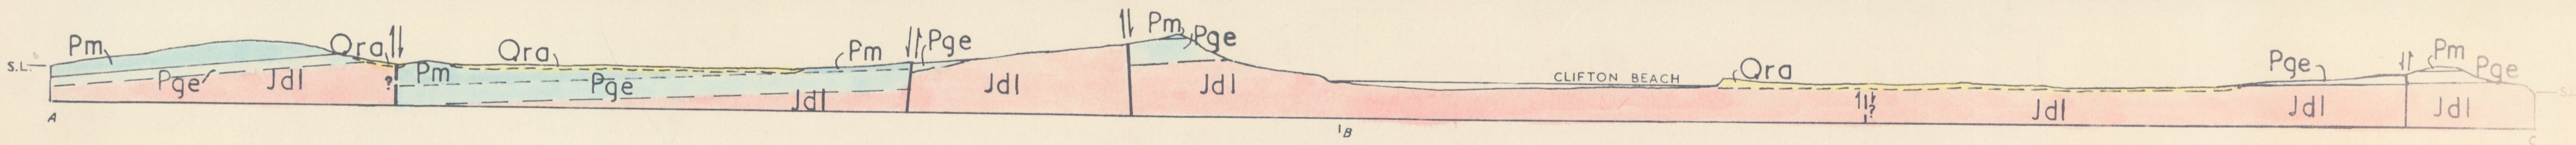 Pm Qra Qra Pm Pge Pm Pge Qra Pge Pm Pge
S.L. Pge Jdl ? Pm Pge Jdl Jdl Jdl CLIFTON BEACH ? Jdl Jdl Jdl
A B C